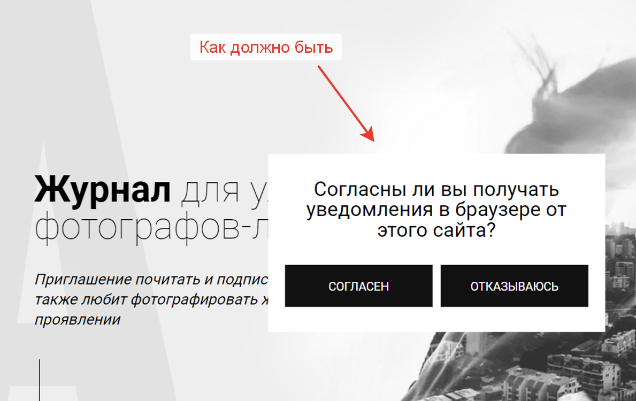 Как должно быть
Журнал для у
фотографов-л
Приглашение почитать и подпис
также любит фотографировать ж
проявлении
Согласны ли вы получать
уведомления в браузере от
этого сайта?
СОГЛАСЕН
ОТКАЗЫВАЮСЬ